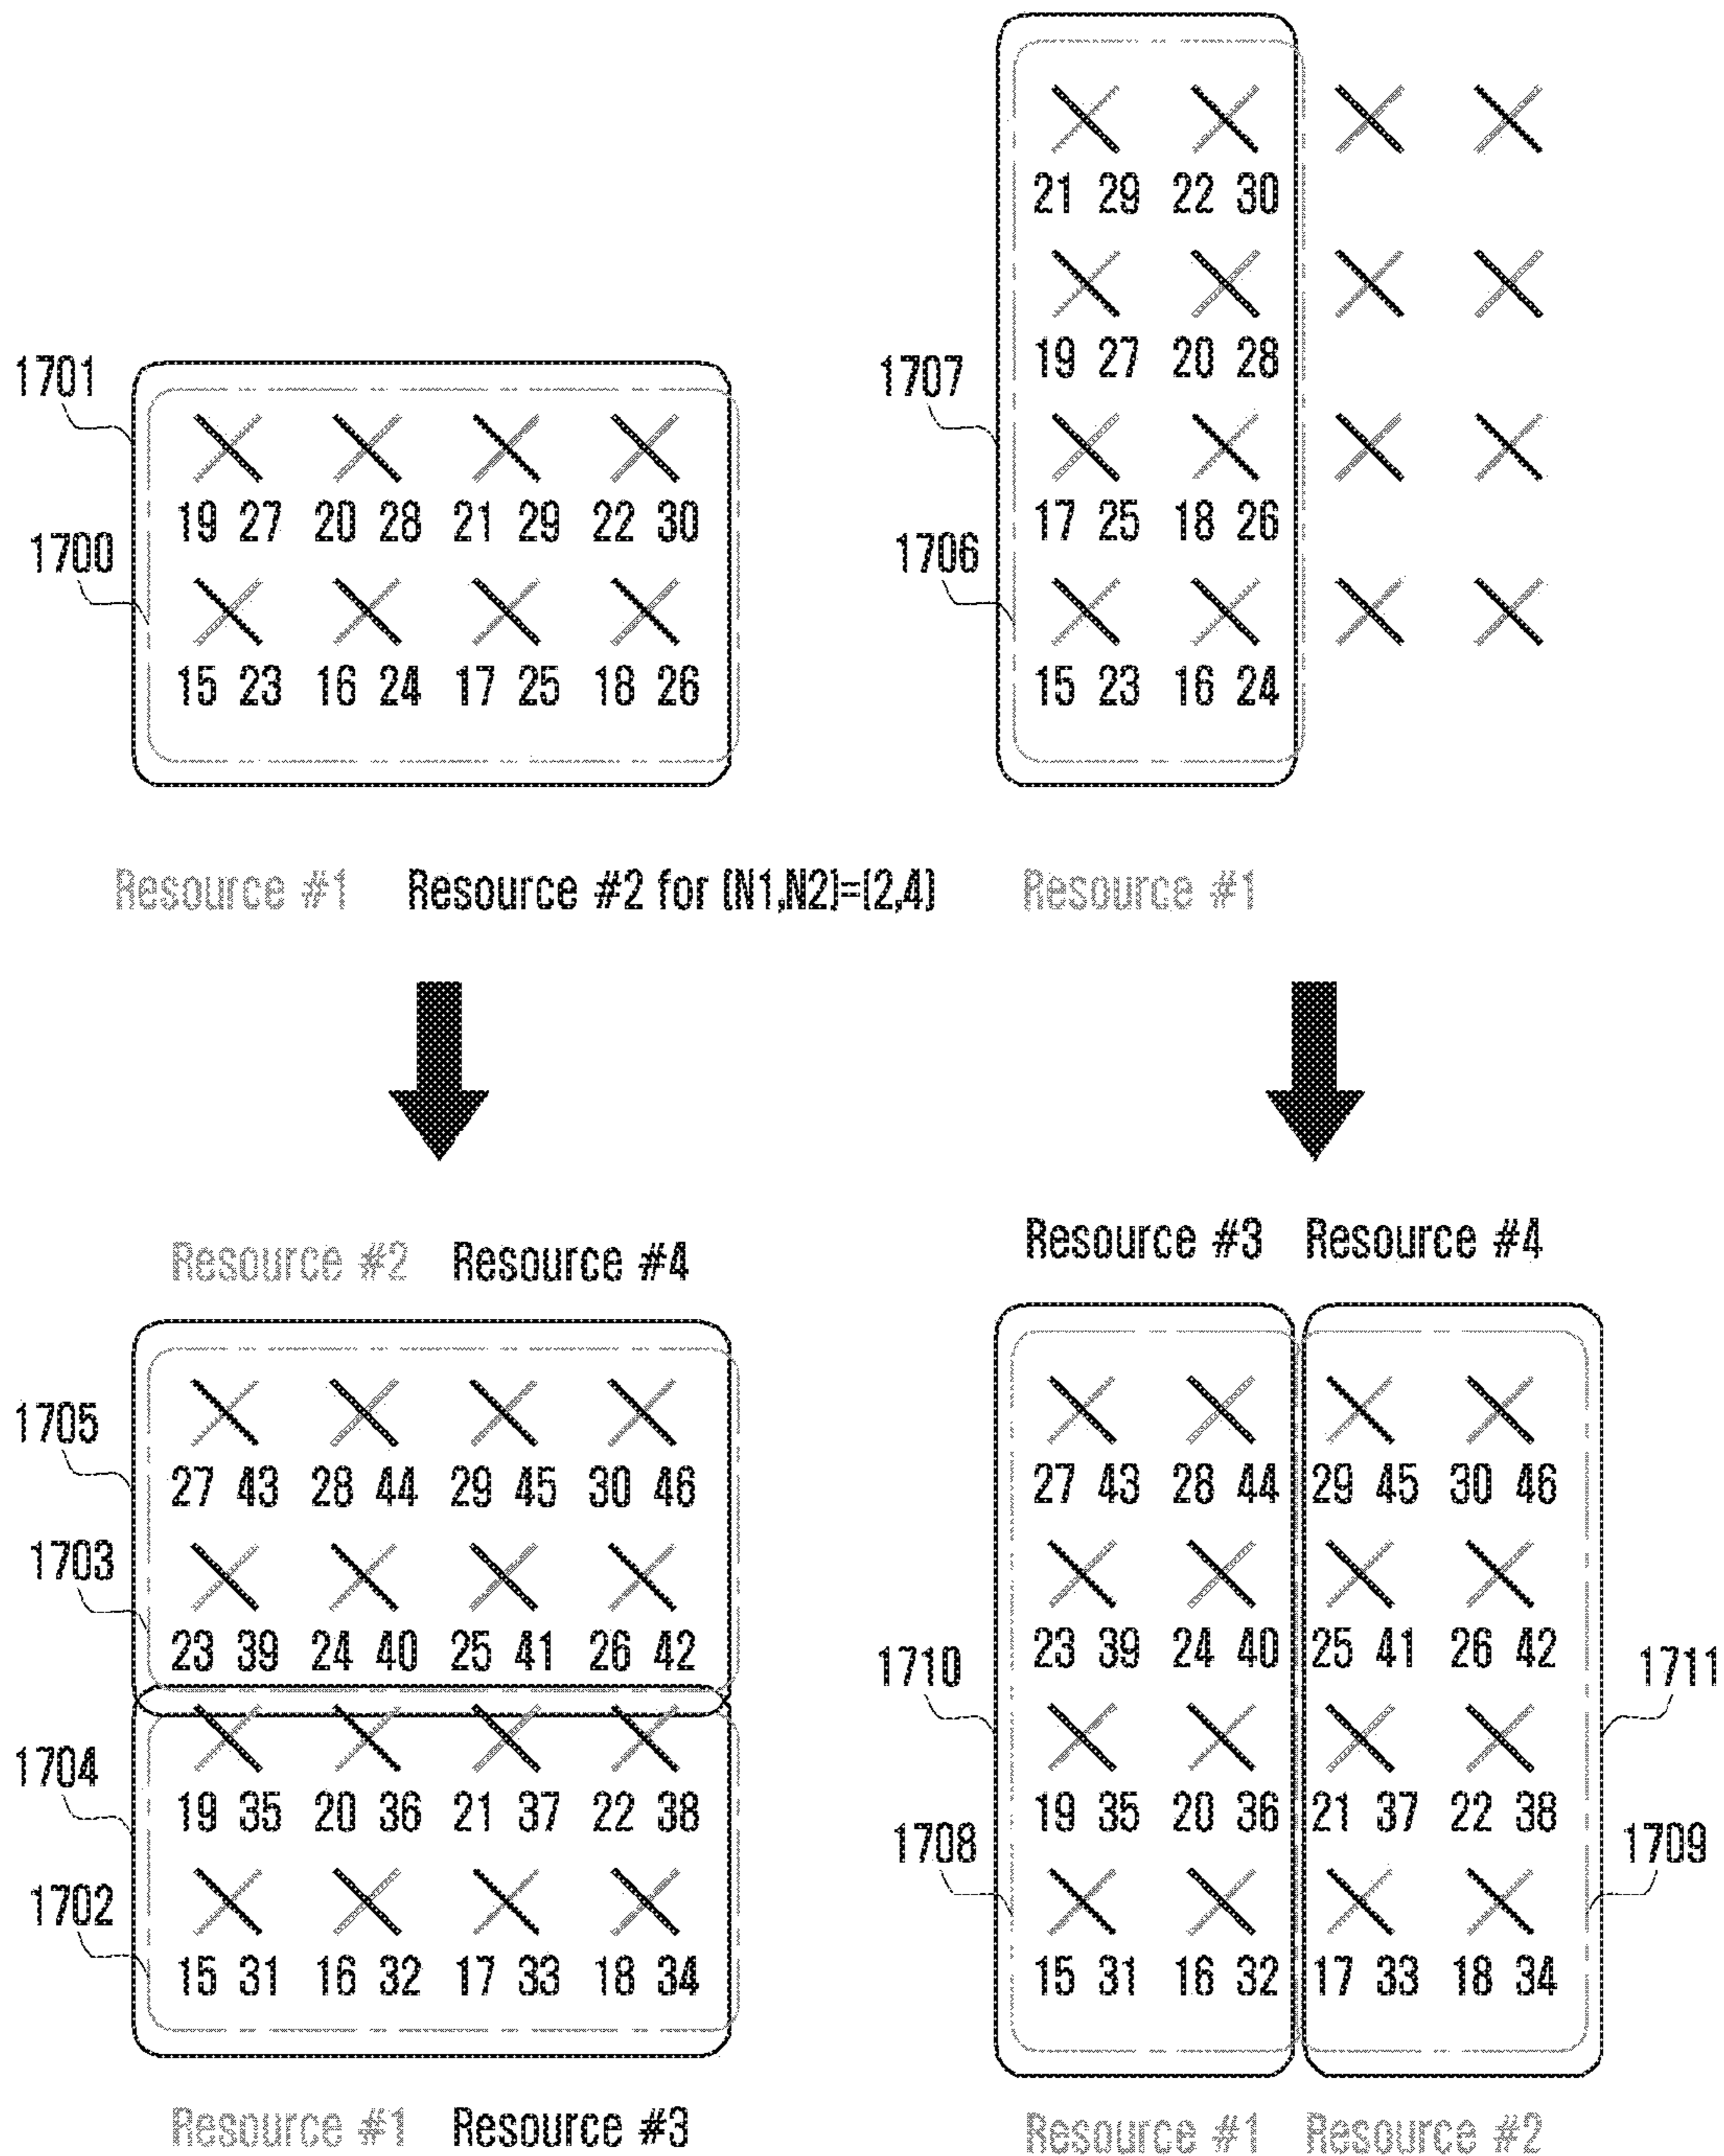 21 29 22 30
19 27 20 28
1701
1707
19 27 20 28 21 29 22 30
17 25 18 26
1700
1706
15 23 16 24 17 25 18 26
15 23 16 24
Resource #1 Resource #2 for (N1,N2)=(2,4) Resource #1
Resource #2 Resource #4
Resource #3 Resource #4
1705
27 43 28 44 29 45 30 46
27 43 28 44 29 45 30 46
1703
23 39 24 40 25 41 26 42
23 39 24 40 25 41 26 42
1710
1711
1704
19 35 20 36 21 37 22 38
19 35 20 36 21 37 22 38
1708
1709
1702
15 31 16 32 17 33 18 34
15 31 16 32 17 33 18 34
Resource #1 Resource #3
Resource #1 Resource #2